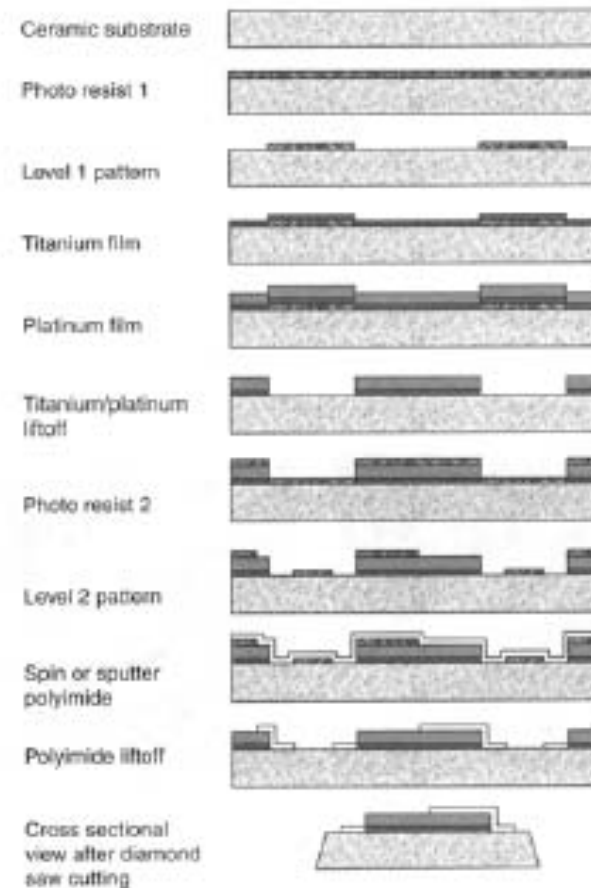 Ceramic substrate
Photo resist 1
Level 1 pattern
Titanium film
Platinum film
Titanium/platinum
liftoff
Photo resist 2
Level 2 pattern
Spin or sputter
polyimide
Polyimide liftoff
Cross sectional
view after diamond
saw cutting